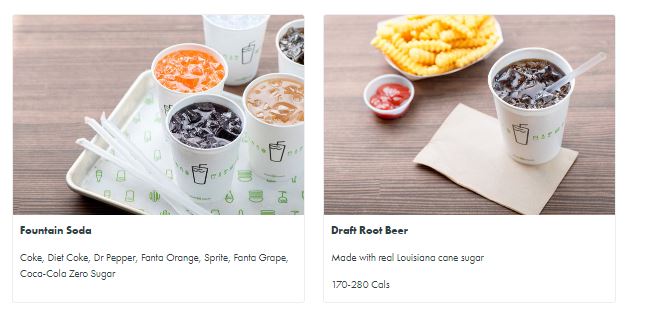 Fountain Soda
Coke, Diet Coke, Dr Pepper, Fanta Orange, Sprite, Fanta Grape,
Coca-Cola Zero Sugar
Draft Root Beer
Made with real Louisiana cane sugar
170-280 Cals